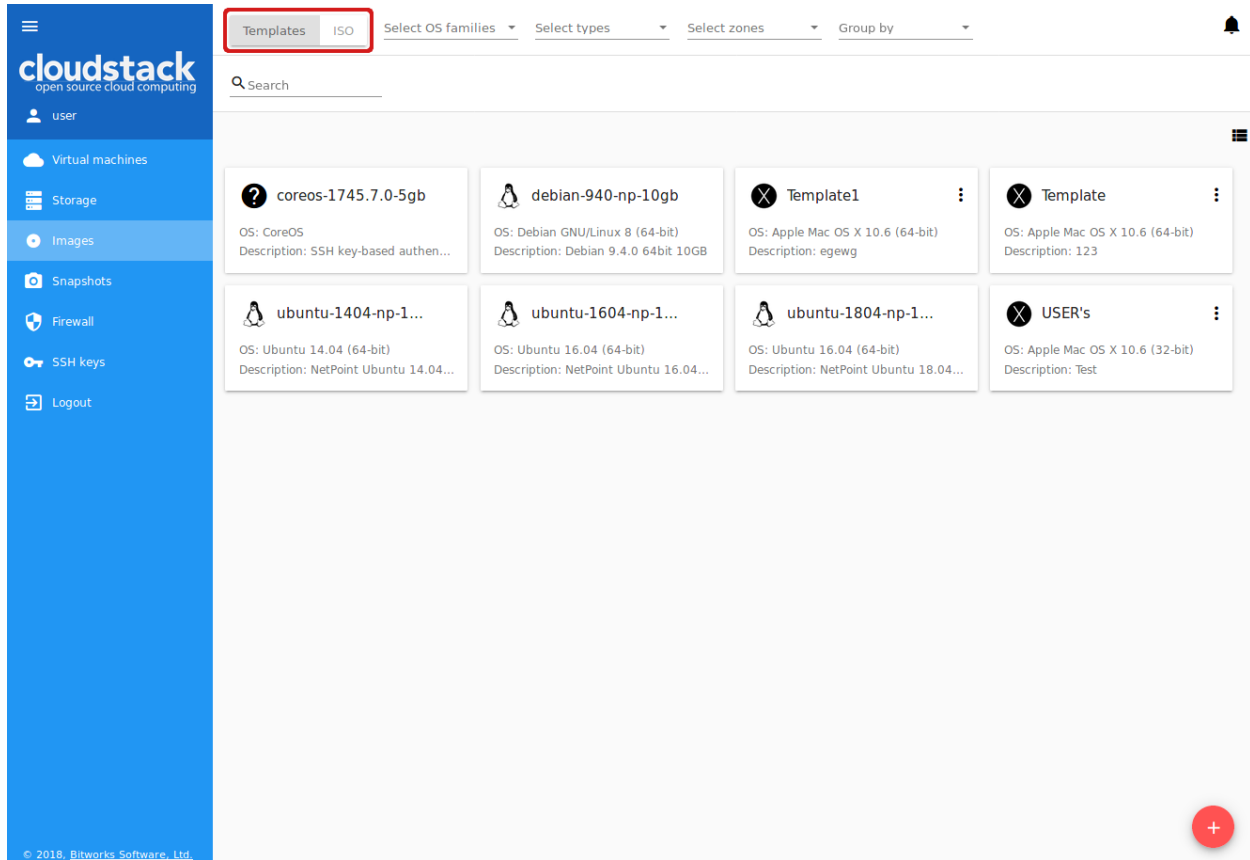 Templates ISO Select OS families Select types Select zones Group by
cloudstack
open source cloud computing
Search
user
Virtual machines
Storage
Images
Snapshots
Firewall
SSH keys
Logout
coreos-1745.7.0-5gb
OS: CoreOS
Description: SSH key-based authen...
debian-940-np-10gb
OS: Debian GNU/Linux 8 (64-bit)
Description: Debian 9.4.0 64bit 10GB
Template1
OS: Apple Mac OS X 10.6 (64-bit)
Description: egewg
Template
OS: Apple Mac OS X 10.6 (64-bit)
Description: 123
ubuntu-1404-np-1...
OS: Ubuntu 14.04 (64-bit)
Description: NetPoint Ubuntu 14.04...
ubuntu-1604-np-1...
OS: Ubuntu 16.04 (64-bit)
Description: NetPoint Ubuntu 16.04...
ubuntu-1804-np-1...
OS: Ubuntu 16.04 (64-bit)
Description: NetPoint Ubuntu 18.04...
USER's
OS: Apple Mac OS X 10.6 (32-bit)
Description: Test
© 2018, Bitworks Software, Ltd.